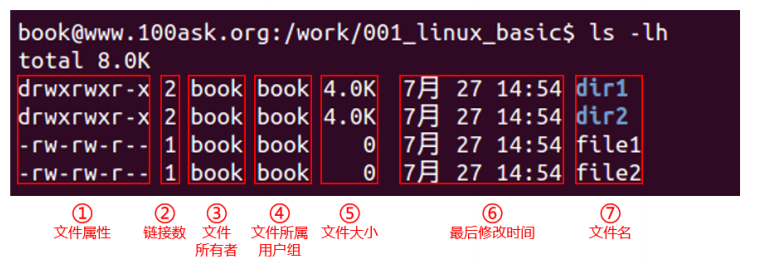 book@www.100ask.org:/work/001_linux_basic$ ls -lh
total 8.0K
drwxrwxr-x 2 book book 4.0K 7月 27 14:54 dir1
drwxrwxr-x 2 book book 4.0K 7月 27 14:54 dir2
-rw-rw-r-- 1 book book 0 7月 27 14:54 file1
-rw-rw-r-- 1 book book 0 7月 27 14:54 file2
① ② ③ ④ ⑤ ⑥ ⑦
文件属性 链接数 文件 文件所属 文件大小 最后修改时间 文件名
所有者 用户组